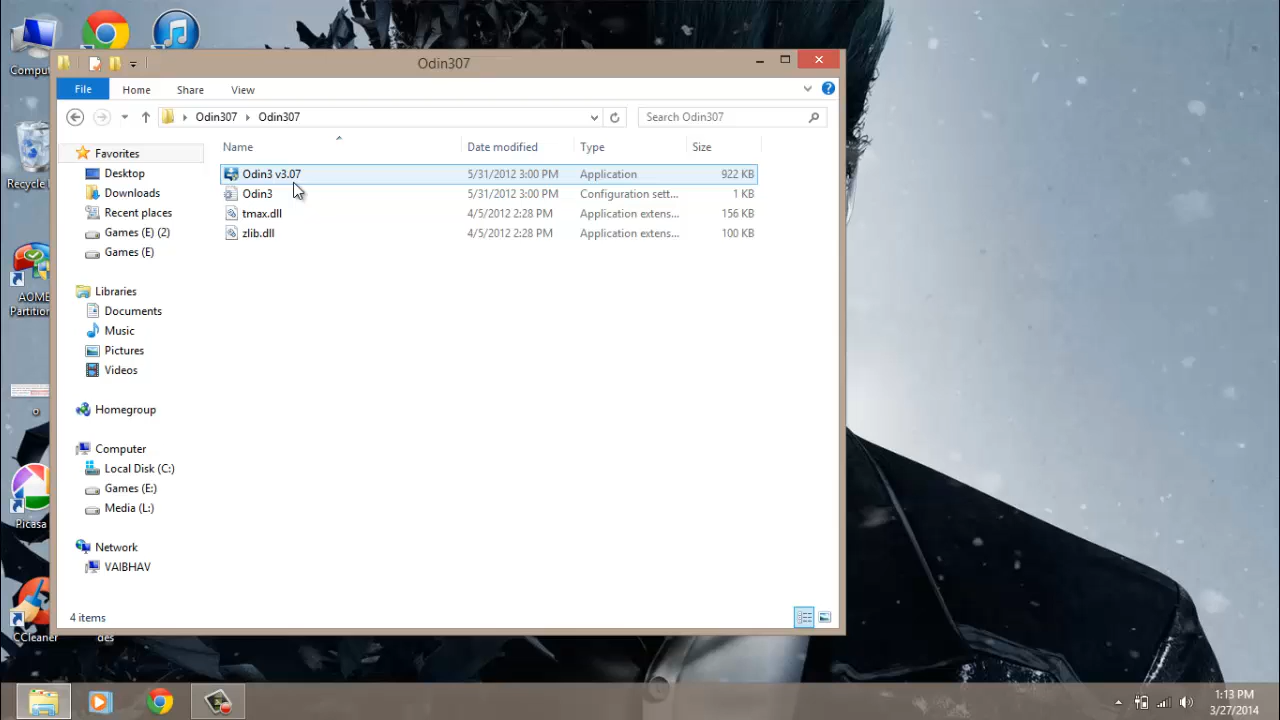 Odin307
File Home Share View
Odin307 Odin307 Search Odin307
Name Date modified Type Size
Odin3 v3.07 5/31/2012 3:00 PM Application 922 KB
Odin3 5/31/2012 3:00 PM Configuration sett... 1 KB
tmax.dll 4/5/2012 2:28 PM Application extens... 156 KB
zlib.dll 4/5/2012 2:28 PM Application extens... 100 KB
Favorites
Desktop
Downloads
Recent places
Games (E) (2)
Games (E)
Libraries
Documents
Music
Pictures
Videos
Homegroup
Computer
Local Disk (C:)
Games (E:)
Media (L:)
Network
VAIBHAV
4 items
Compu
Recycle
AOME
Partition
o
Picasa
CCleaner
des
1:13 PM
3/27/2014